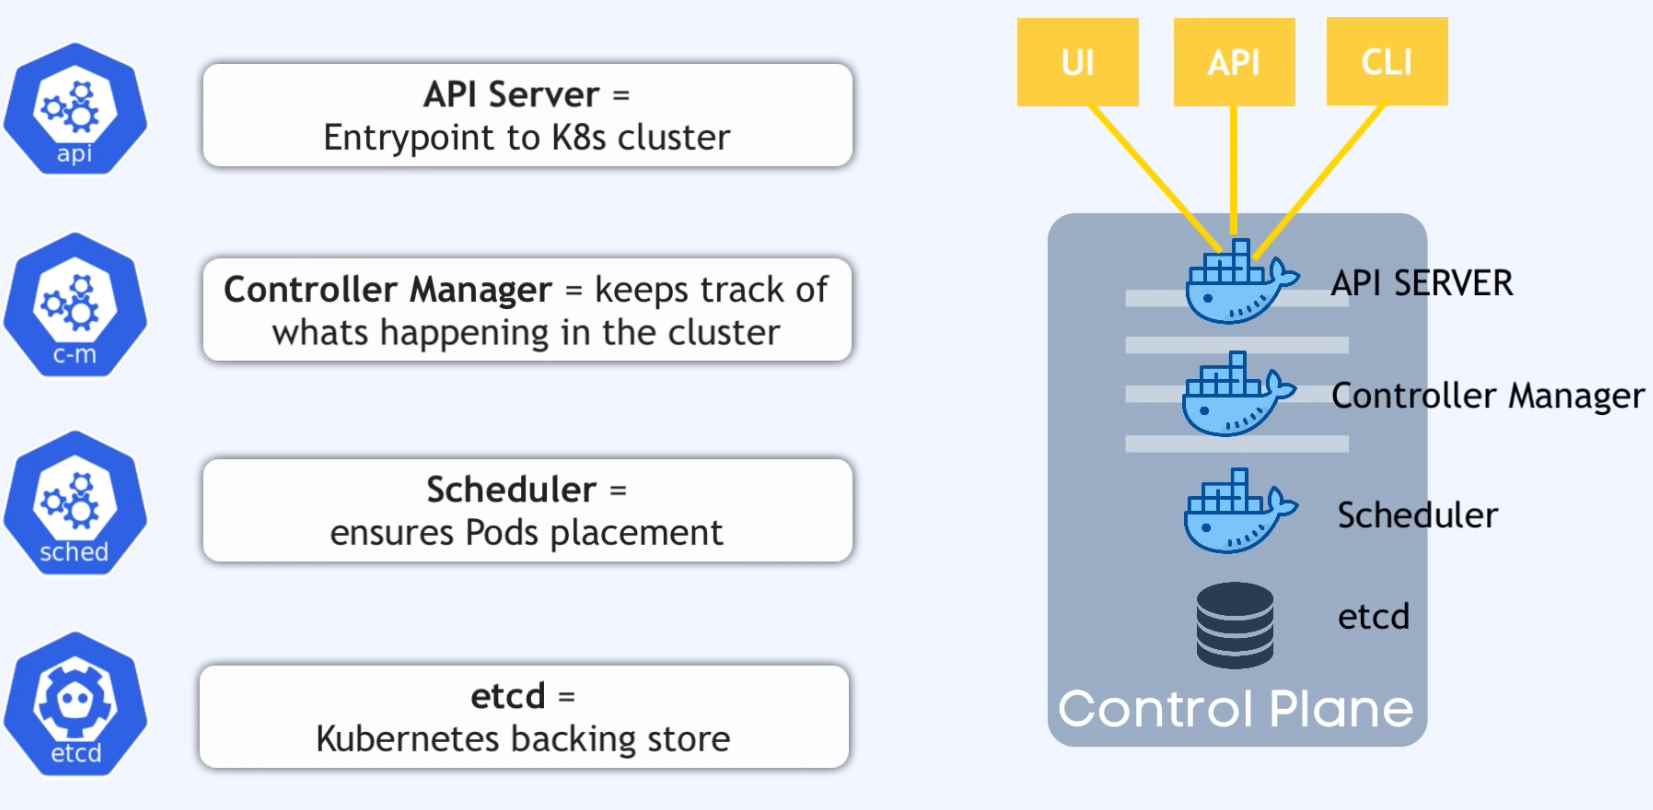 api
API Server =
Entrypoint to K8s cluster
c-m
Controller Manager = keeps track of
whats happening in the cluster
sched
Scheduler =
ensures Pods placement
etcd
etcd =
Kubernetes backing store
UI
API
CLI
API SERVER
Controller Manager
Scheduler
etcd
Control Plane